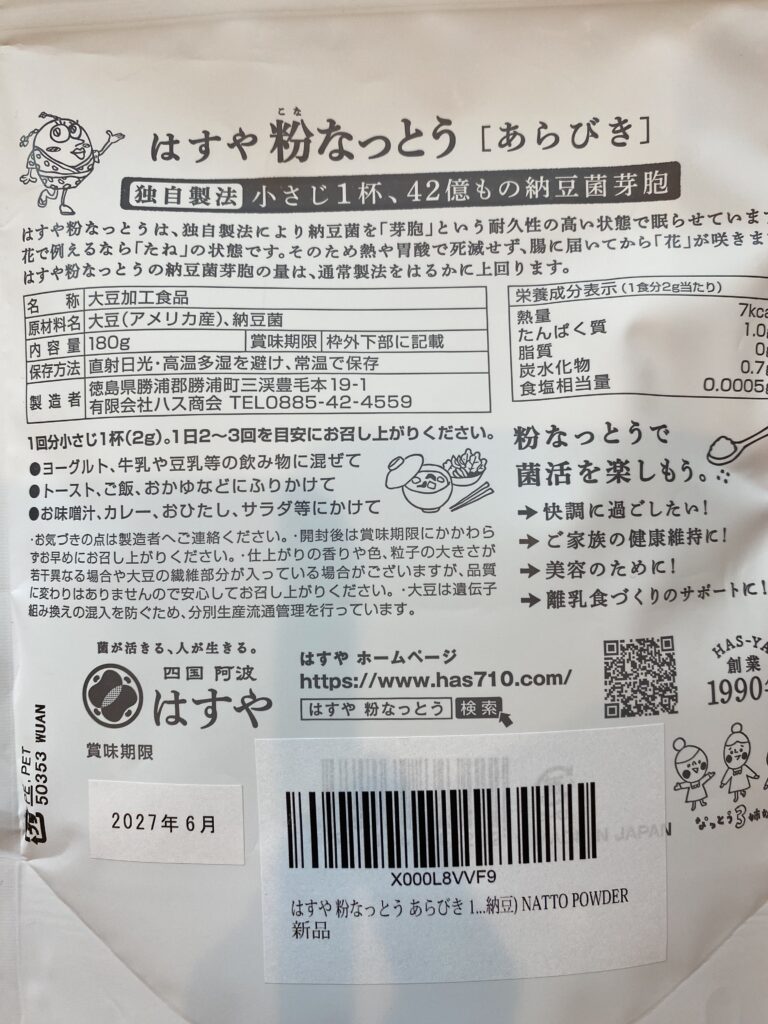 こな
はすや 粉なっとう [あらびき]
独自製法 小さじ1杯、42億もの納豆菌芽胞
はすや粉なっとうは、独自製法により納豆菌を「芽胞」という耐久性の高い状態で眠らせています
花で例えるなら「たね」の状態です。そのため熱や胃酸で死滅せず、腸に届いてから「花」が咲きま
はすや粉なっとうの納豆菌芽胞の量は、通常製法をはるかに上回ります。
名 称 大豆加工食品
原材料名 大豆(アメリカ産)、納豆菌
内 容 量 180g 賞味期限 枠外下部に記載
保存方法 直射日光・高温多湿を避け、常温で保存
製 造 者 徳島県勝浦郡勝浦町三渓豊毛本19-1
有限会社ハス商会 TEL0885-42-4559
栄養成分表示(1食分2g当たり)
熱量 7kca
たんぱく質 1.0g
脂質 0g
炭水化物 0.7g
食塩相当量 0.0005g
1回分小さじ1杯(2g)。1日2〜3回を目安にお召し上がりください。
●ヨーグルト、牛乳や豆乳等の飲み物に混ぜて
●トースト、ご飯、おかゆなどにふりかけて
●お味噌汁、カレー、おひたし、サラダ等にかけて
粉なっとうで
菌活を楽しもう。
➔快調に過ごしたい!
➔ご家族の健康維持に!
➔美容のために!
➔離乳食づくりのサポートに!
・お気づきの点は製造者へご連絡ください。・開封後は賞味期限にかかわら
ずお早めにお召し上がりください。・仕上がりの香りや色、粒子の大きさが
若干異なる場合や大豆の繊維部分が入っている場合がございますが、品質
に変わりはありませんので安心してお召し上がりください。・大豆は遺伝子
組み換えの混入を防ぐため、分別生産流通管理を行っています。
菌が活きる、人が生きる。
四国 阿波
はすや
はすや ホームページ
https://www.has710.com/
はすや 粉なっとう 検索
HAS-YA
創業
1990年
賞味期限
2027年6月
PE,PET
50353 WUAN
なっとう3姉妹
N JAPAN
X000L8VVF9
はすや 粉なっとう あらびき 1...納豆) NATTO POWDER
新品